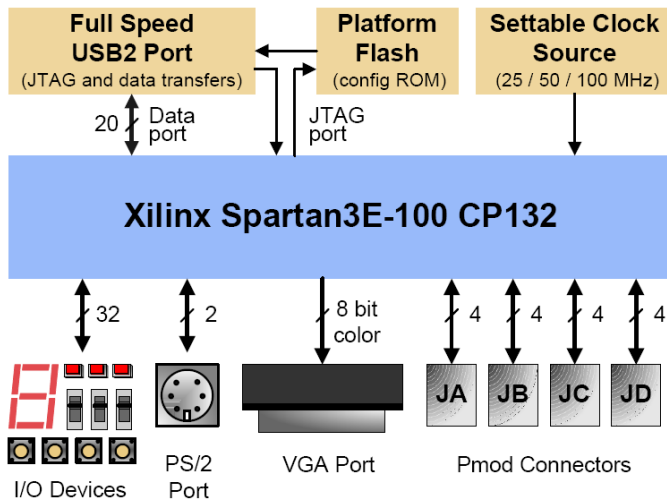 Full Speed
USB2 Port
(JTAG and data transfers)
Platform
Flash
(config ROM)
Settable Clock
Source
(25 / 50 / 100 MHz)
20
Data
port
JTAG
port
Xilinx Spartan3E-100 CP132
32
2
8 bit
color
4
4
4
4
JA
JB
JC
JD
I/O Devices
PS/2
Port
VGA Port
Pmod Connectors